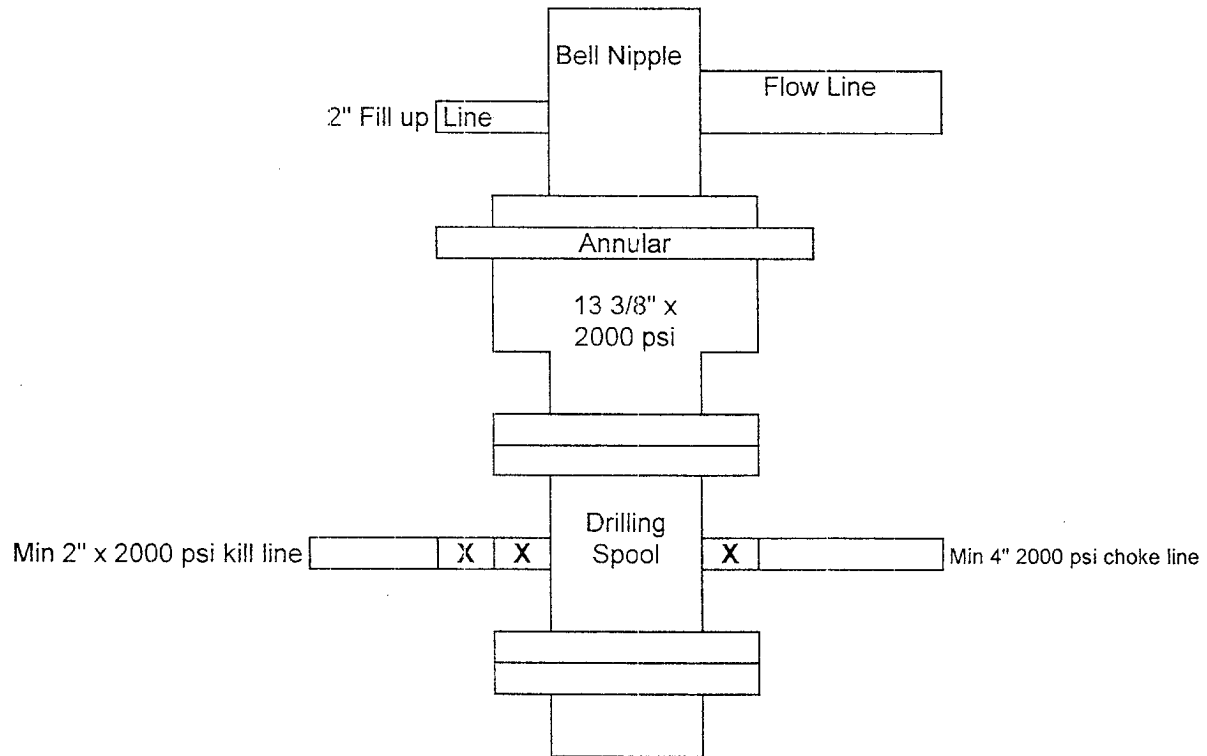 Bell Nipple
Flow Line
2" Fill up Line
Annular
13 3/8" x
2000 psi
Drilling
Spool
Min 2" x 2000 psi kill line
X X
X
Min 4" 2000 psi choke line